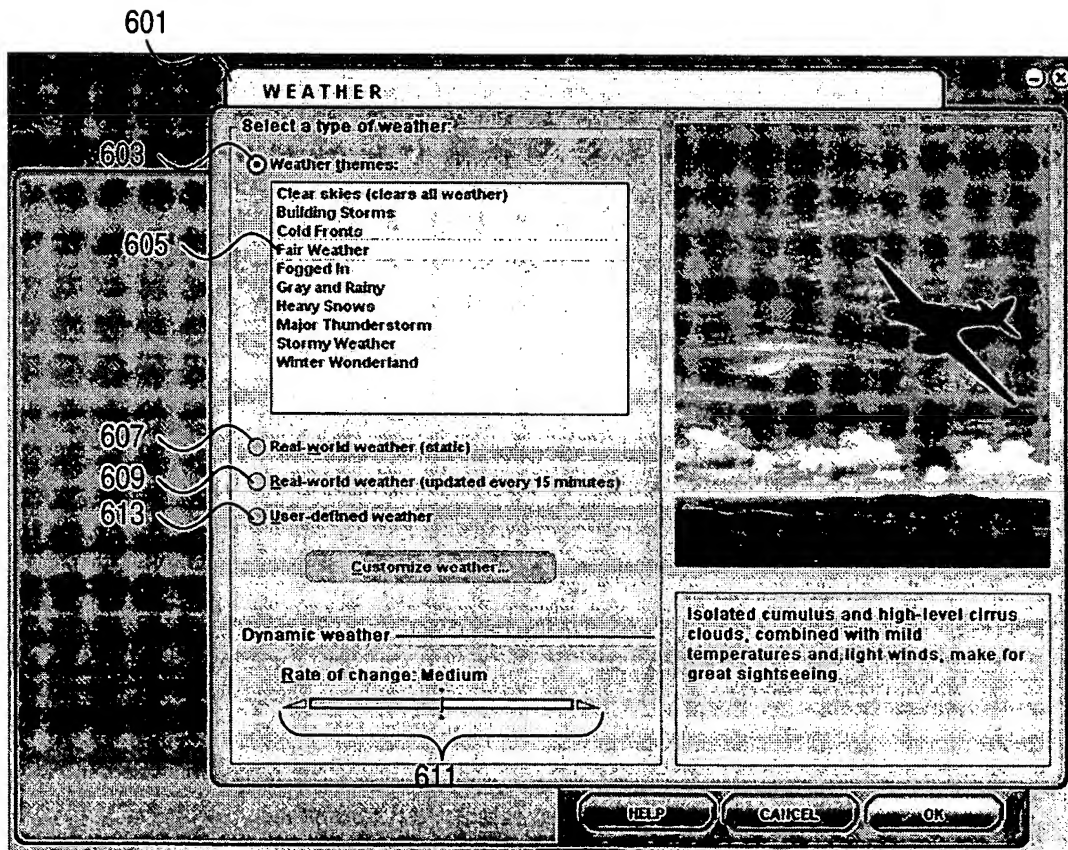 601
WEATHER
Select a type of weather:
603
Weather themes:
Clear skies (clears all weather)
Building Storms
Cold Fronts
605
Fair Weather
Fogged In
Gray and Rainy
Heavy Snows
Major Thunderstorm
Stormy Weather
Winter Wonderland
607
Real-world weather (static)
609
Real-world weather (updated every 15 minutes)
613
User-defined weather
Customize weather...
Dynamic weather
Rate of change: Medium
611
Isolated cumulus and high-level cirrus
clouds, combined with mild
temperatures and light winds, make for
great sightseeing.
HELP
CANCEL
OK